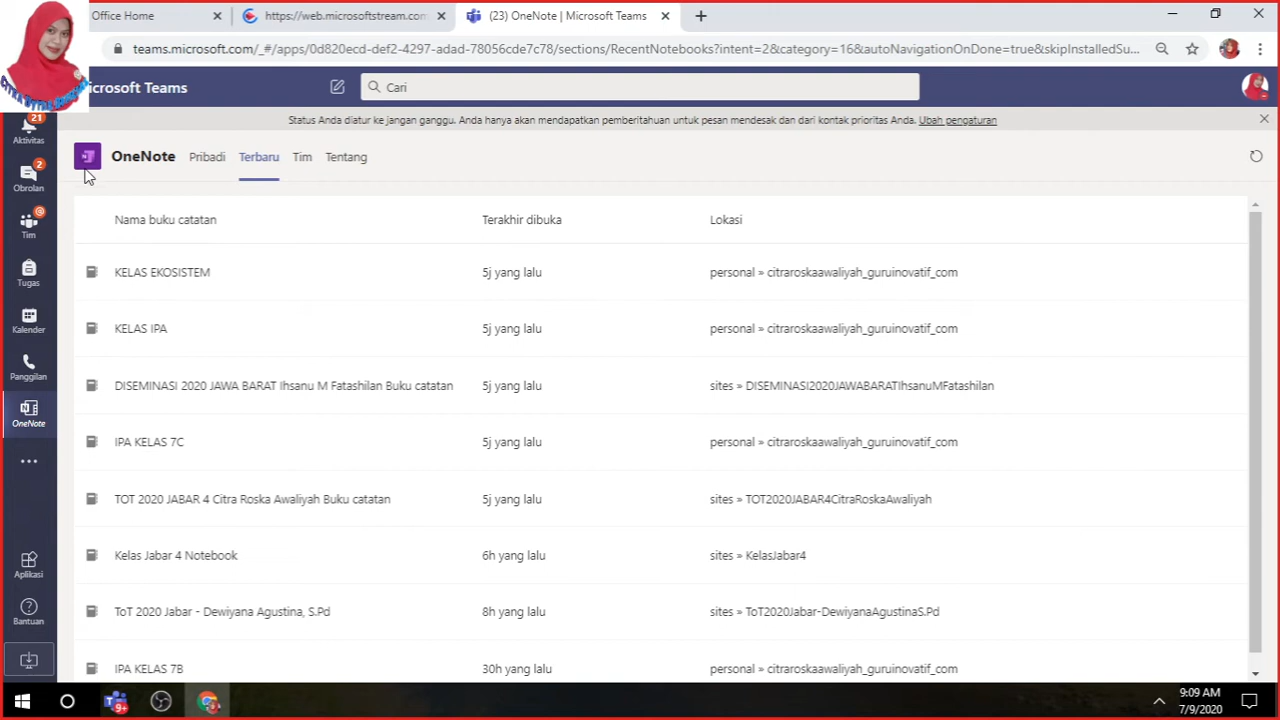 Office Home
https://web.microsoftstream.com
(23) OneNote | Microsoft Teams
teams.microsoft.com/_#/apps/0d820ecd-def2-4297-adad-78056cde7c78/sections/RecentNotebooks?intent=2&category=16&autoNavigationOnDone=true&skipInstalledSu...
icrosoft Teams
Cari
Status Anda diatur ke jangan ganggu. Anda hanya akan mendapatkan pemberitahuan untuk pesan mendesak dan dari kontak prioritas Anda. Ubah pengaturan
21
Aktivitas
2
Obrolan
Tim
Tugas
Kalender
Panggilan
OneNote
Aplikasi
Bantuan
OneNote Pribadi Terbaru Tim Tentang
Nama buku catatan Terakhir dibuka Lokasi
KELAS EKOSISTEM 5j yang lalu personal » citraroskaawaliyah_guruinovatif_com
KELAS IPA 5j yang lalu personal » citraroskaawaliyah_guruinovatif_com
DISEMINASI 2020 JAWA BARAT Ihsanu M Fatashilan Buku catatan 5j yang lalu sites » DISEMINASI2020JAWABARATIhsanuMFatashilan
IPA KELAS 7C 5j yang lalu personal » citraroskaawaliyah_guruinovatif_com
TOT 2020 JABAR 4 Citra Roska Awaliyah Buku catatan 5j yang lalu sites » TOT2020JABAR4CitraRoskaAwaliyah
Kelas Jabar 4 Notebook 6h yang lalu sites » KelasJabar4
ToT 2020 Jabar - Dewiyana Agustina, S.Pd 8h yang lalu sites » ToT2020Jabar-DewiyanaAgustinaS.Pd
IPA KELAS 7B 30h yang lalu personal » citraroskaawaliyah_guruinovatif_com
9+
9:09 AM
7/9/2020